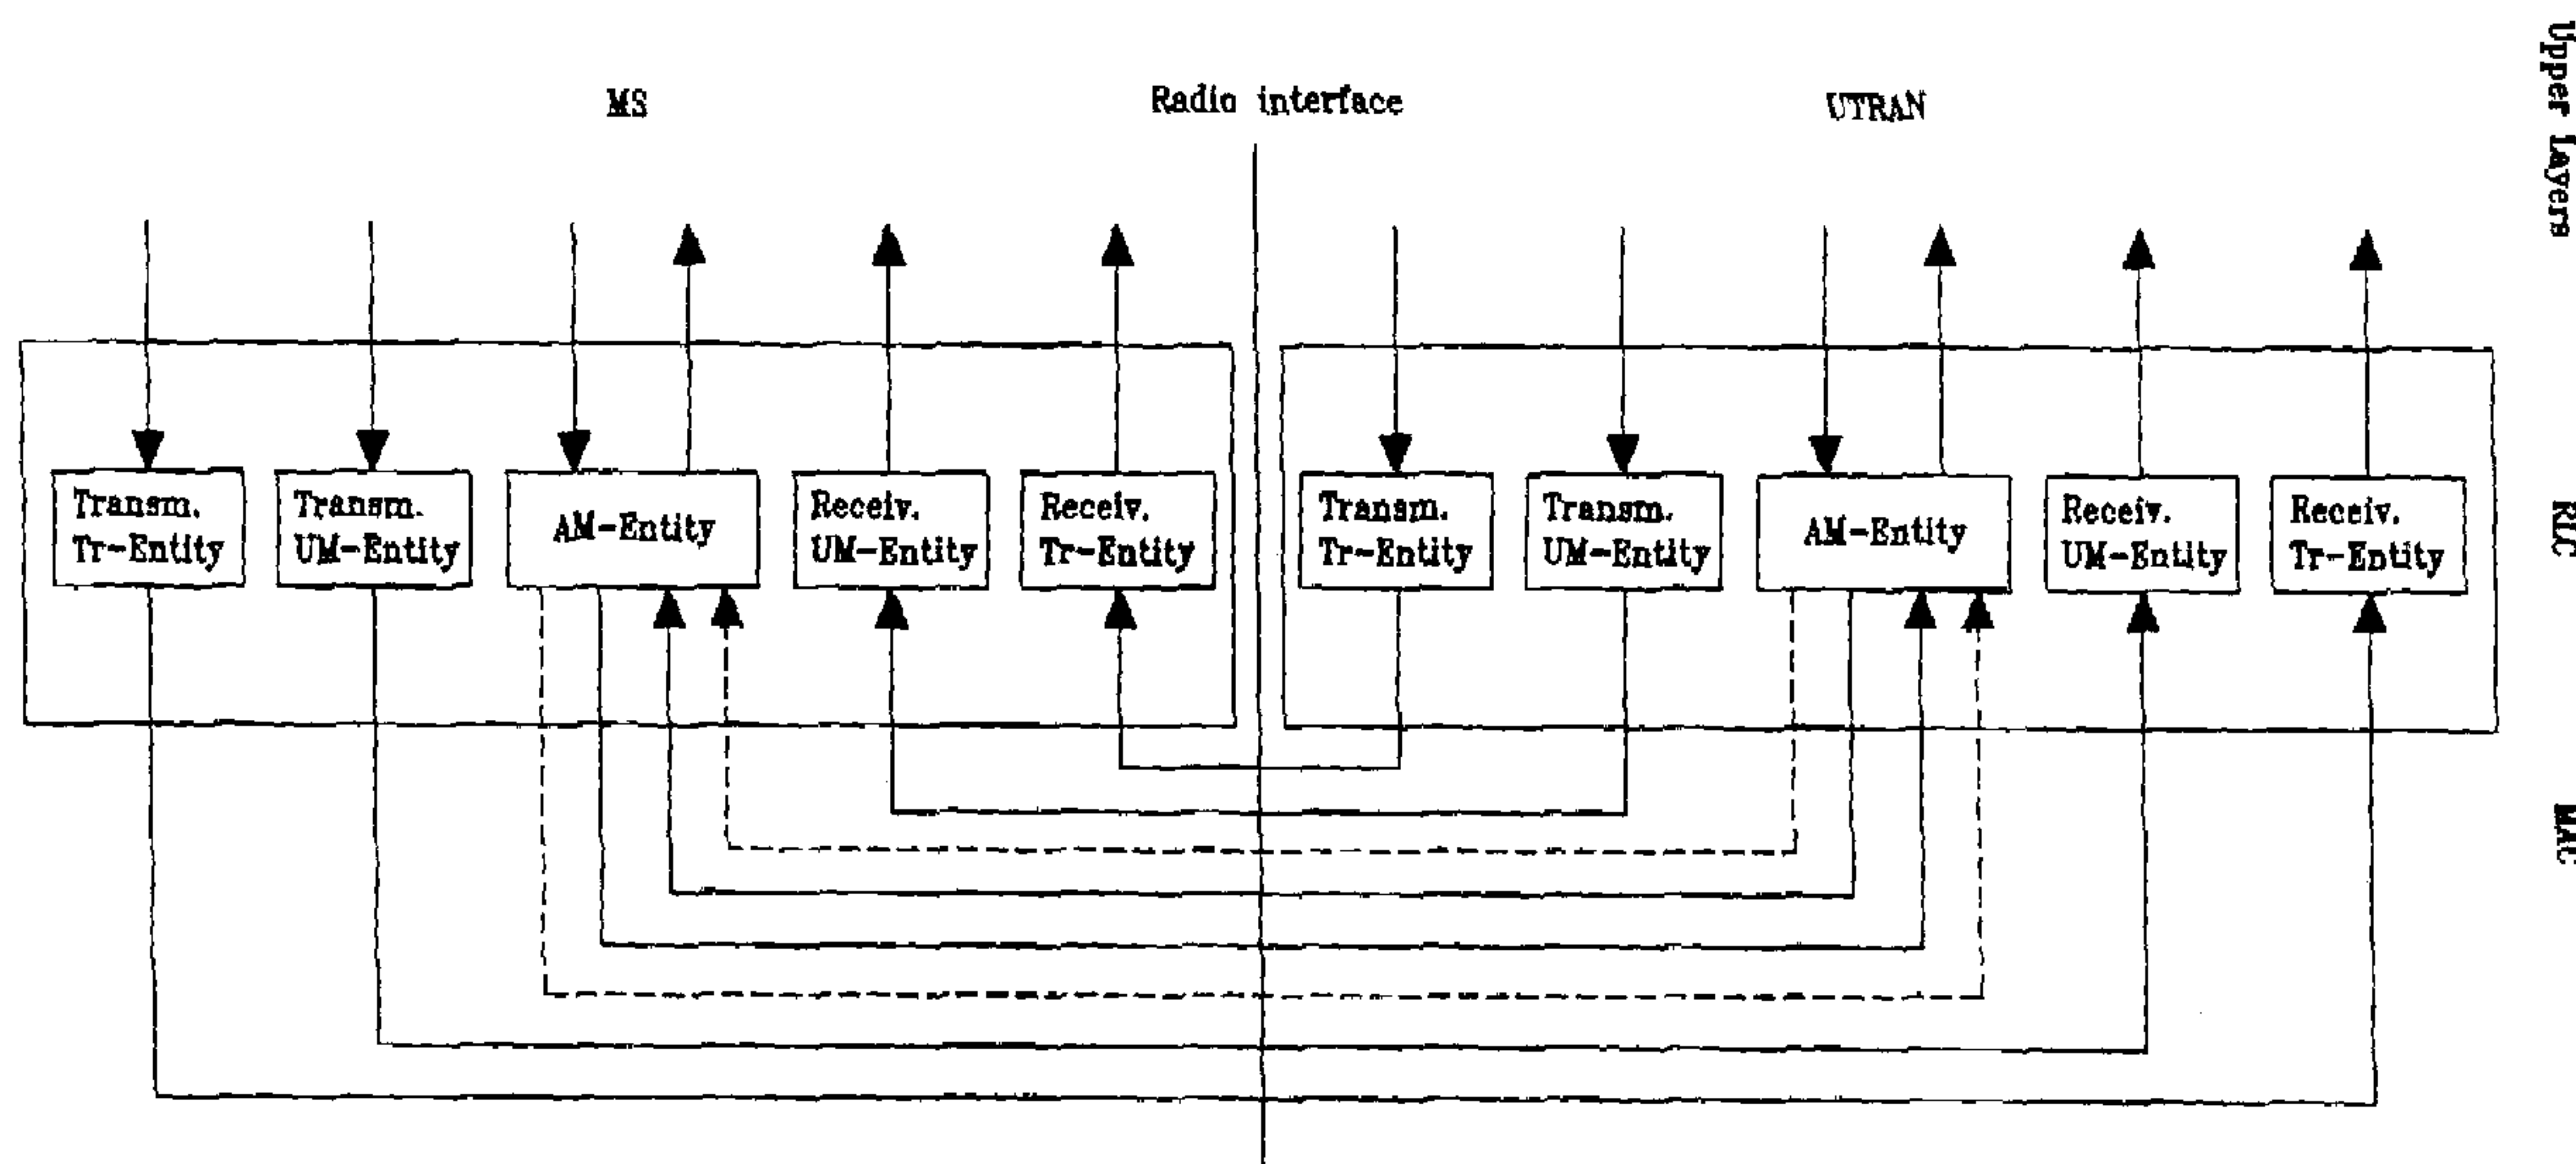 MS
Radio interface
UTRAN
Upper Layers
Transm.
Tr-Entity
Transm.
UM-Entity
AM-Entity
Receiv.
UM-Entity
Receiv.
Tr-Entity
Transm.
Tr-Entity
Transm.
UM-Entity
AM-Entity
Receiv.
UM-Entity
Receiv.
Tr-Entity
RLC
MAC